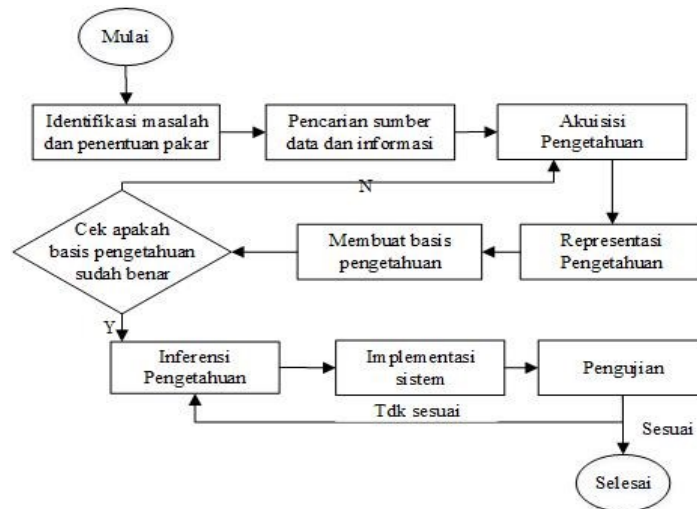 Mulai
Identifikasi masalah
dan penentuan pakar
Pencarian sumber
data dan informasi
Akuisisi
Pengetahuan
N
Cek apakah
basis pengetahuan
sudah benar
Membuat basis
pengetahuan
Representasi
Pengetahuan
Y
Inferensi
Pengetahuan
Implementasi
sistem
Pengujian
Tdk sesuai
Sesuai
Selesai